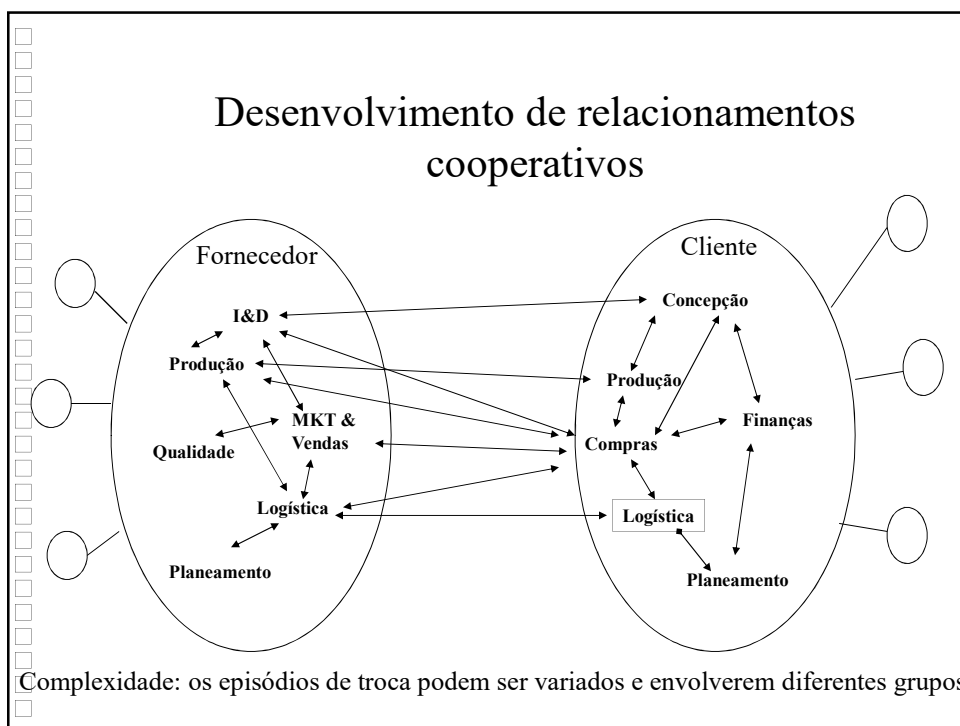 Desenvolvimento de relacionamentos
cooperativos
Fornecedor
I&D
Produção
MKT &
Vendas
Qualidade
Logística
Planeamento
Cliente
Concepção
Produção
Finanças
Compras
Logística
Planeamento
Complexidade: os episódios de troca podem ser variados e envolverem diferentes grupos